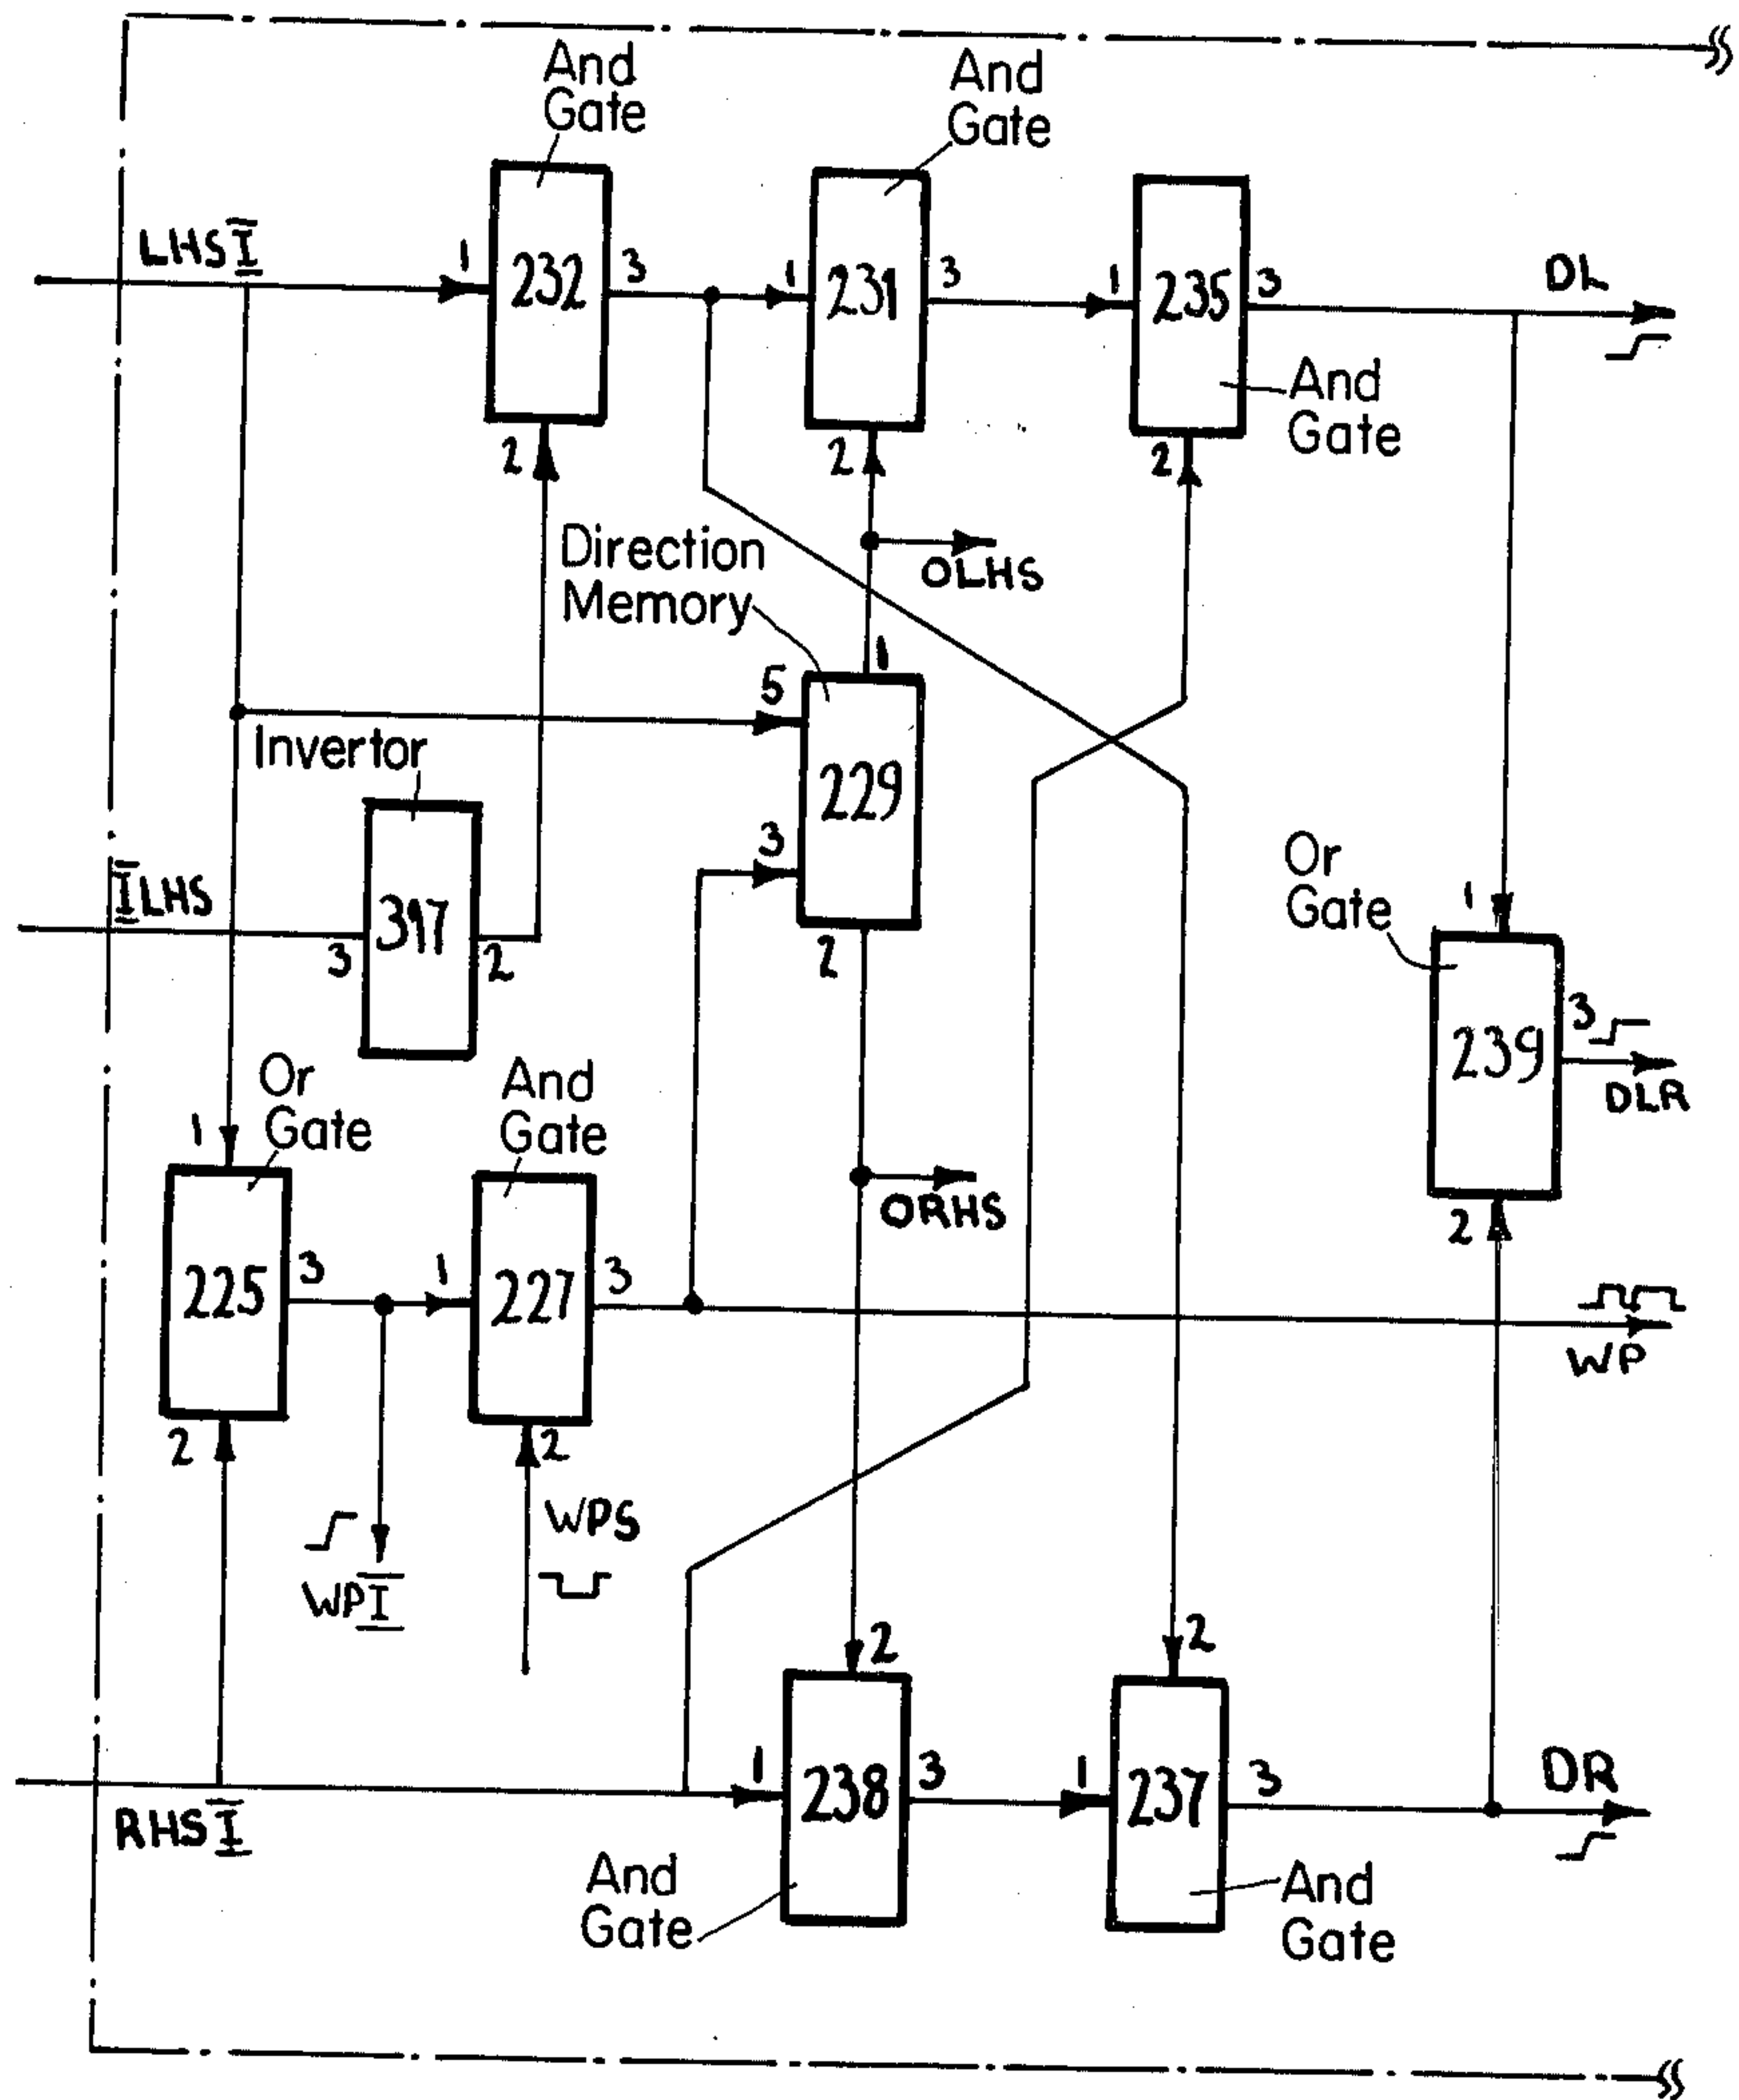 And
Gate
And
Gate
LHSI
1
232
3
1
231
3
1
235
3
DL
And
Gate
2
2
2
Direction
Memory
OLHS
1
5
Invertor
229
3
ILHS
3
317
2
2
Or
Gate
1
3
239
DLR
Or
Gate
And
Gate
1
ORHS
2
225
3
1
227
3
WP
2
2
WPS
WPI
2
2
1
238
3
1
237
3
DR
RHSI
And
Gate
And
Gate